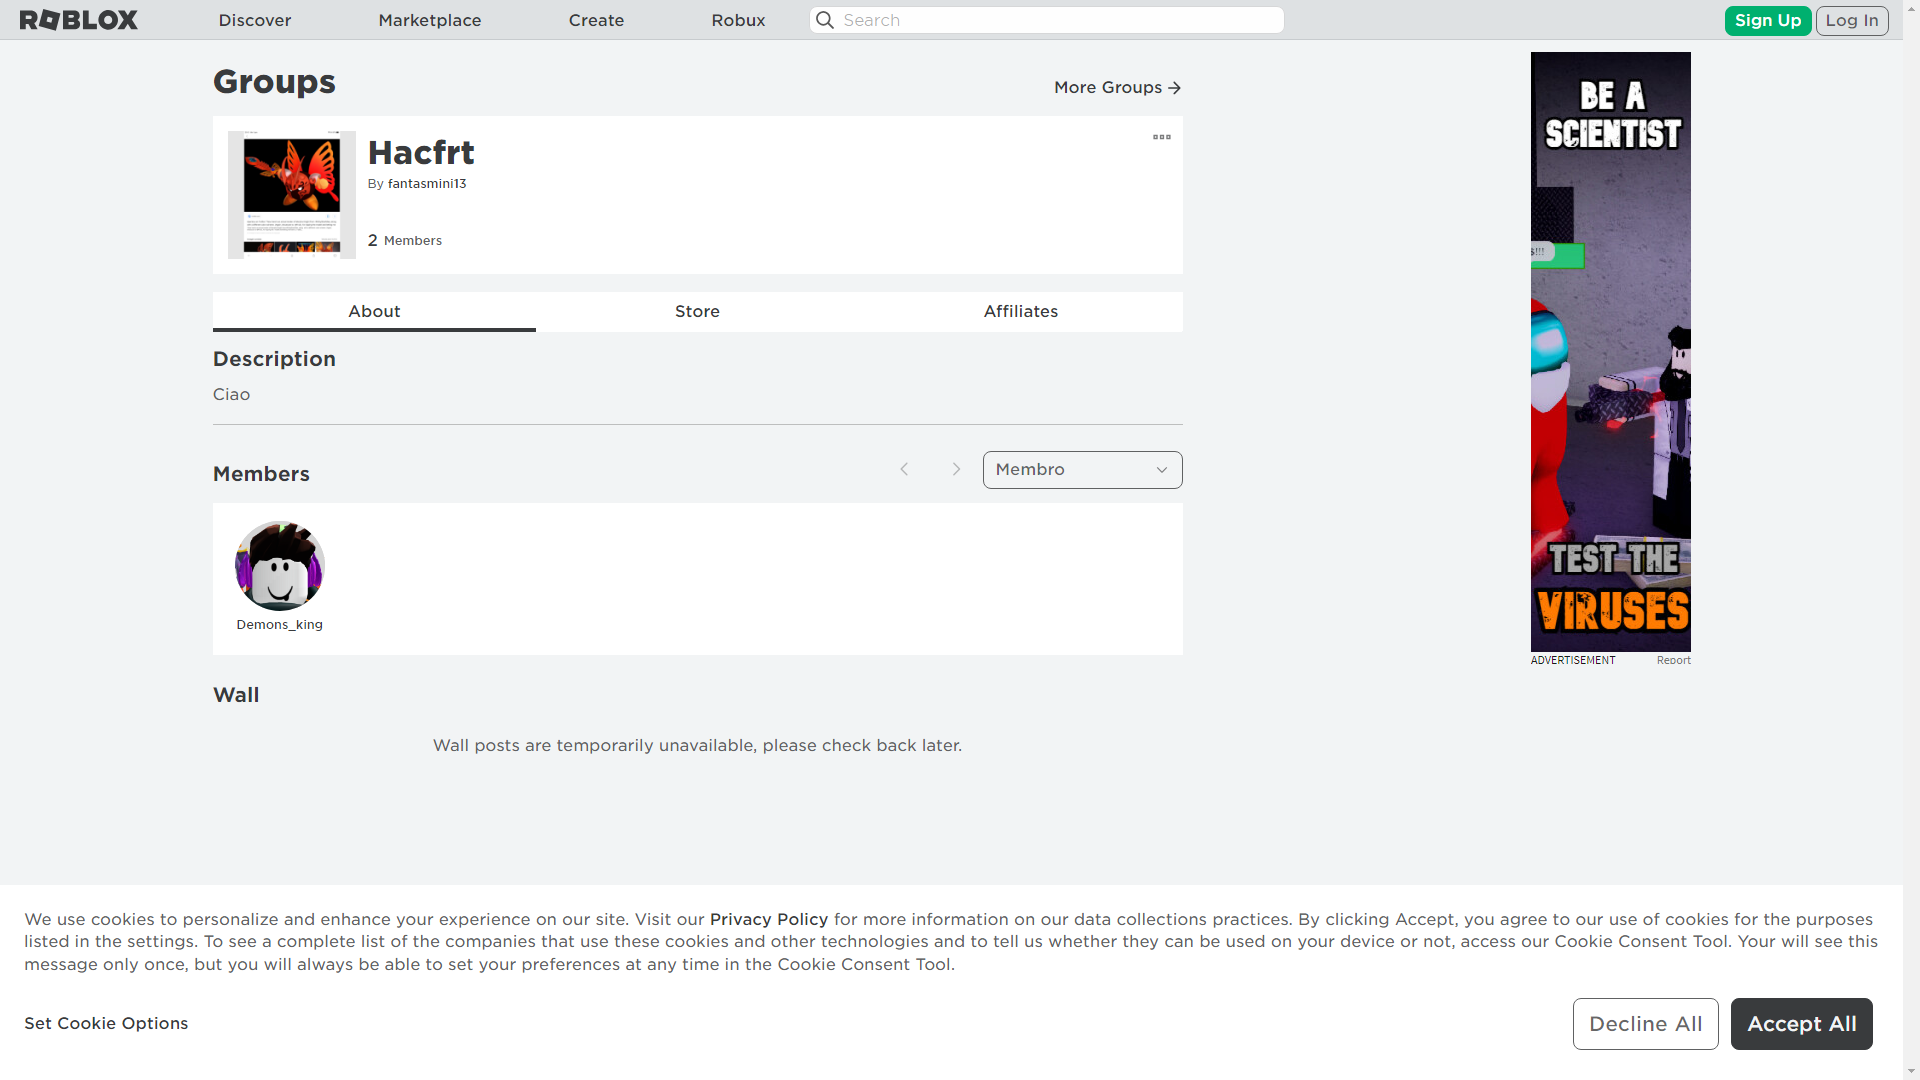 ROBLOX
Discover
Marketplace
Create
Robux
Search
Sign Up
Log In
Groups
More Groups
Hacfrt
By fantasmini13
2 Members
About
Store
Affiliates
Description
Ciao
Members
Membro
Demons_king
Wall
Wall posts are temporarily unavailable, please check back later.
BE A
SCIENTIST
TEST THE
VIRUSES
ADVERTISEMENT
Report
We use cookies to personalize and enhance your experience on our site. Visit our Privacy Policy for more information on our data collections practices. By clicking Accept, you agree to our use of cookies for the purposes
listed in the settings. To see a complete list of the companies that use these cookies and other technologies and to tell us whether they can be used on your device or not, access our Cookie Consent Tool. Your will see this
message only once, but you will always be able to set your preferences at any time in the Cookie Consent Tool.
Set Cookie Options
Decline All
Accept All